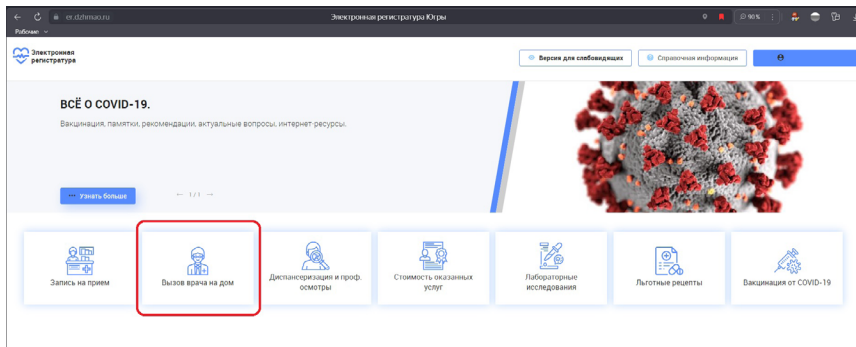 er.dzhmao.ru
Электронная регистратура Югры
90 %
Рабочие
Электронная
регистратура
Версия для слабовидящих
Справочная информация
ВСЁ О COVID-19.
Вакцинация, памятки, рекомендации, актуальные вопросы, интернет-ресурсы.
Узнать больше
← 1 / 1 →
Запись на прием
Вызов врача на дом
Диспансеризация и проф.
осмотры
Стоимость оказанных
услуг
Лабораторные
исследования
Льготные рецепты
Вакцинация от COVID-19